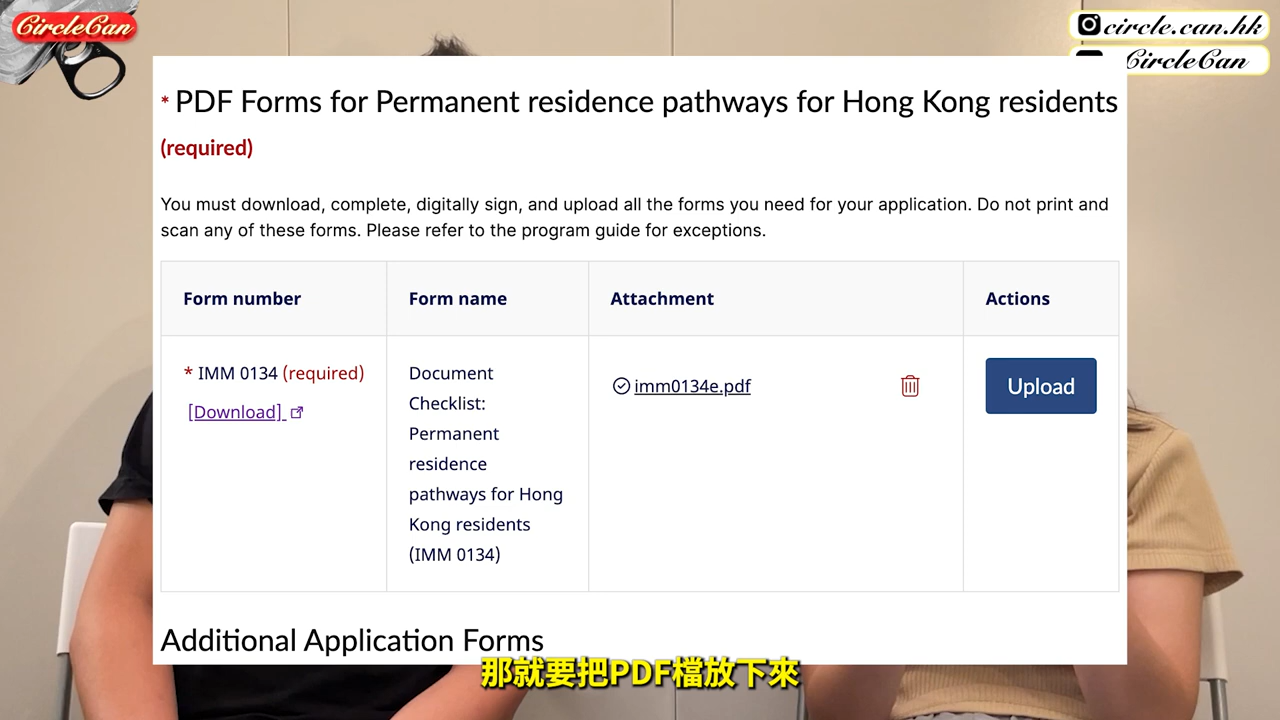 CircleCan
circle.can.hk
CircleCan
* PDF Forms for Permanent residence pathways for Hong Kong residents
(required)
You must download, complete, digitally sign, and upload all the forms you need for your application. Do not print and
scan any of these forms. Please refer to the program guide for exceptions.
Form number Form name Attachment Actions
* IMM 0134 (required)
[Download]
Document
Checklist:
Permanent
residence
pathways for Hong
Kong residents
(IMM 0134)
imm0134e.pdf
Upload
Additional Application Forms
那就要把PDF檔放下來